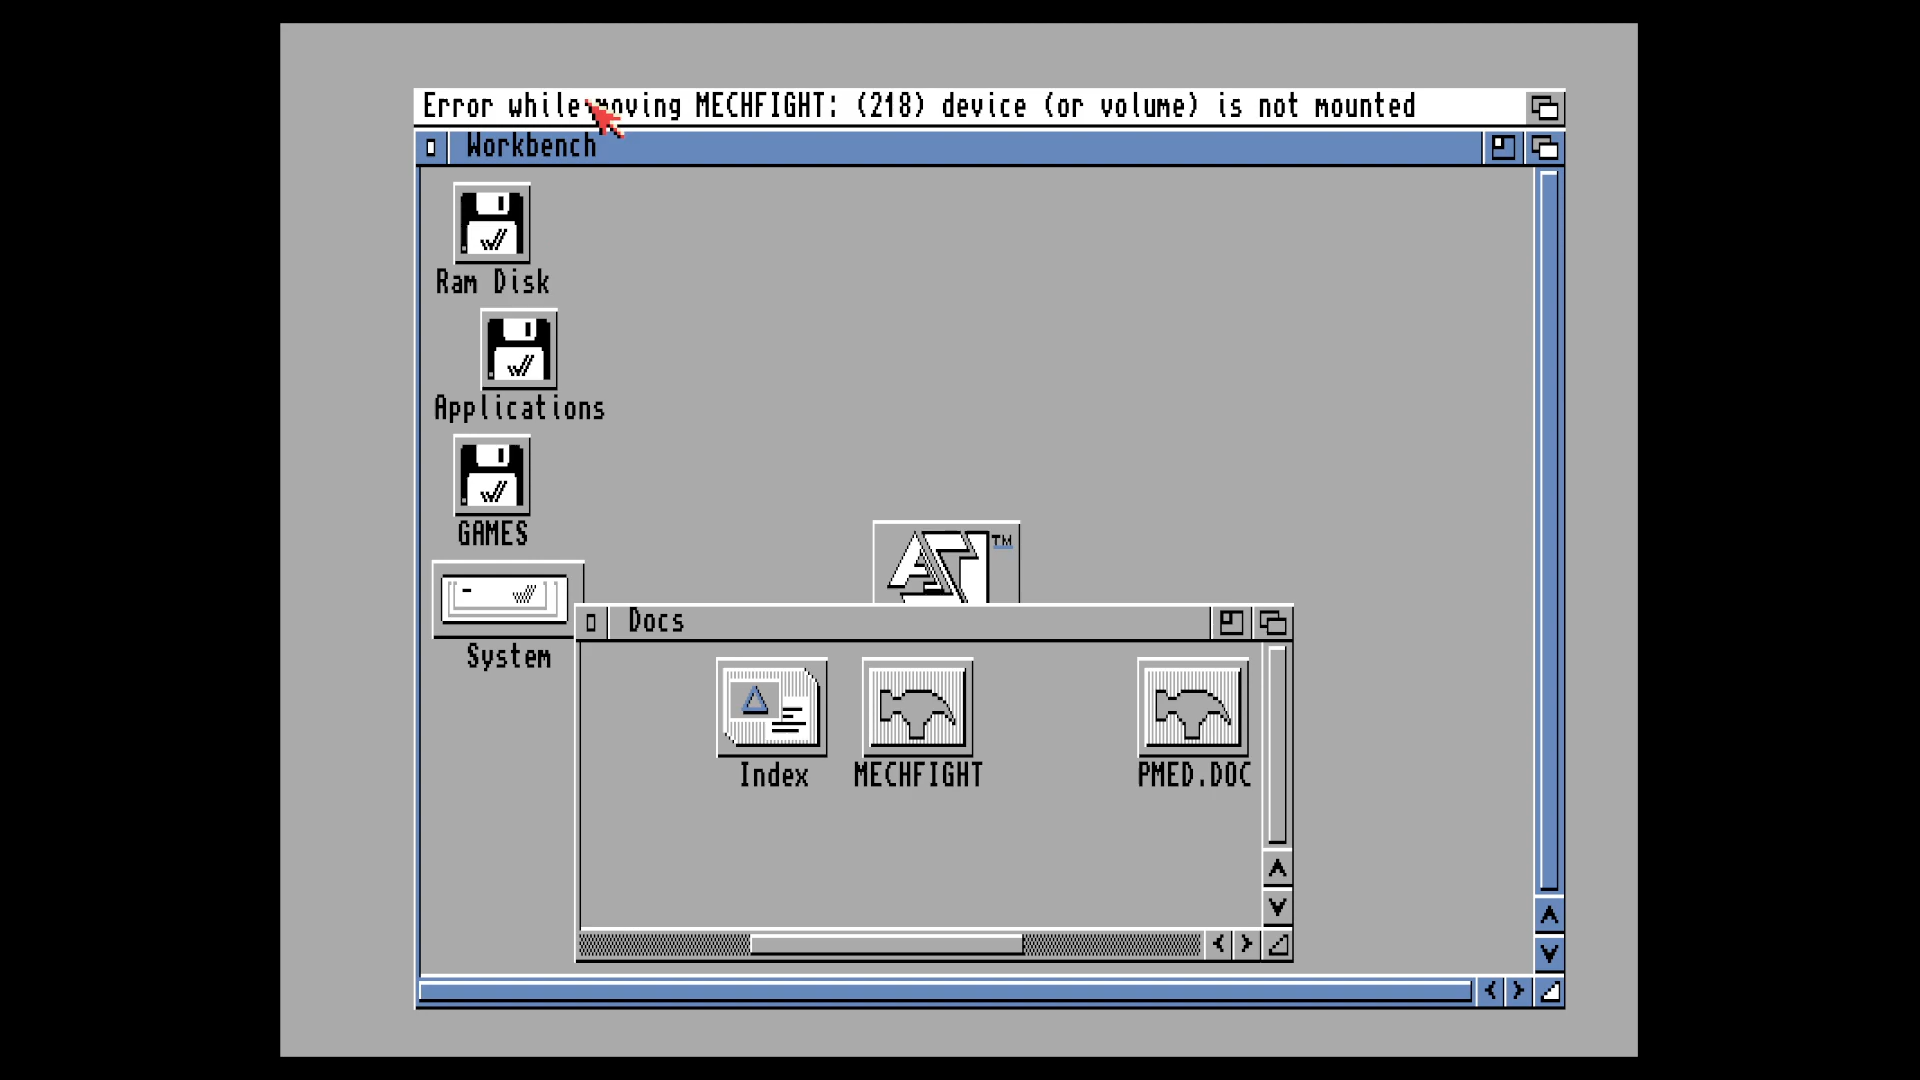 Error while moving MECHFIGHT: (218) device (or volume) is not mounted
Workbench
Ram Disk
Applications
GAMES
System
AST™
Docs
Index
MECHFIGHT
PMED.DOC